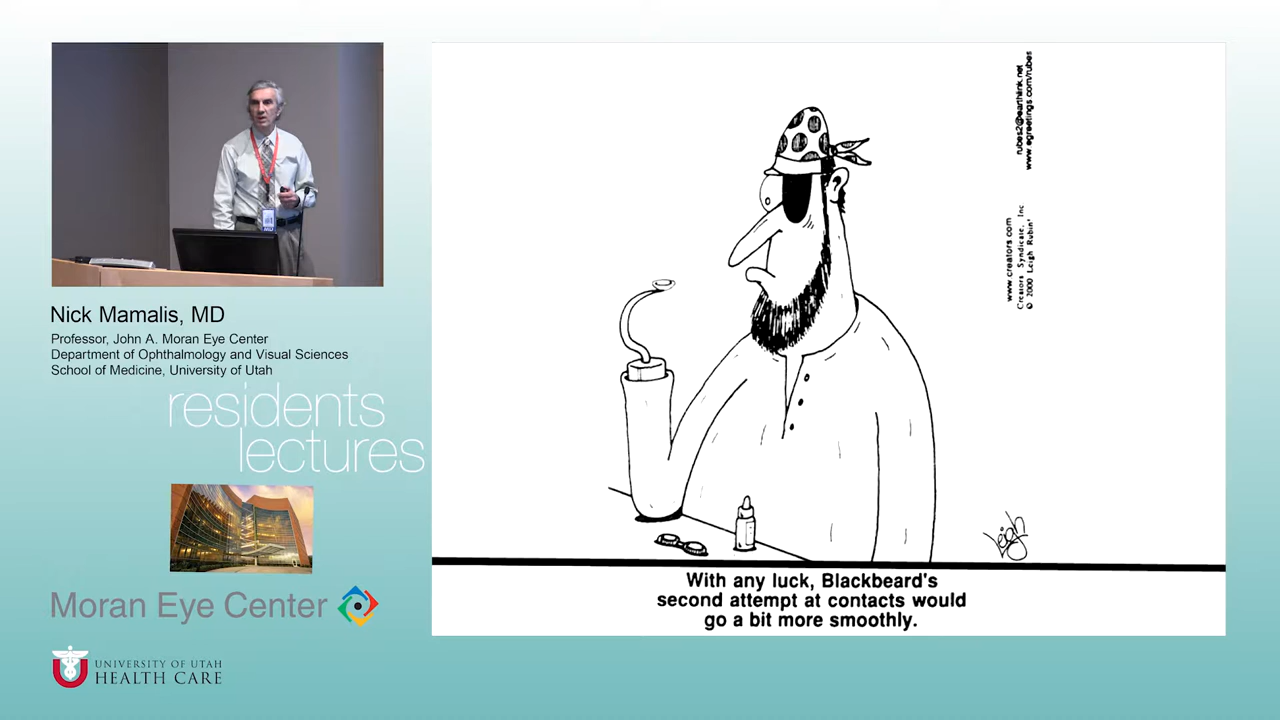 Nick Mamalis, MD
Professor, John A. Moran Eye Center
Department of Ophthalmology and Visual Sciences
School of Medicine, University of Utah
residents
lectures
Moran Eye Center
UNIVERSITY OF UTAH
HEALTH CARE
MD
rubes2@earthlink.net
www.egreetings.com/rubes
www.creators.com
Creators Syndicate, Inc
© 2000 Leigh Rubin'
Leigh
With any luck, Blackbeard's
second attempt at contacts would
go a bit more smoothly.